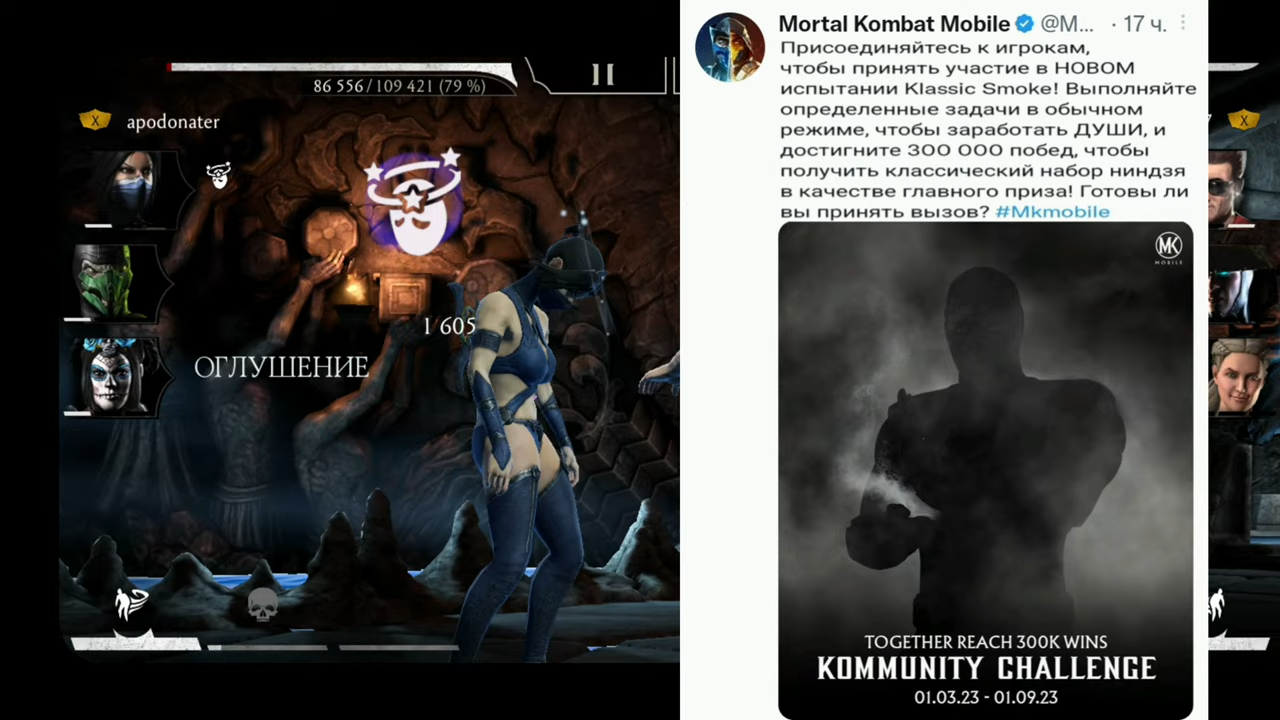 86 556/109 421 (79 %)
X apodonater
1 605
ОГЛУШЕНИЕ
Mortal Kombat Mobile @M... · 17 ч.
Присоединяйтесь к игрокам,
чтобы принять участие в НОВОМ
испытании Klassic Smoke! Выполняйте
определенные задачи в обычном
режиме, чтобы заработать ДУШИ, и
достигните 300 000 побед, чтобы
получить классический набор ниндзя
в качестве главного приза! Готовы ли
вы принять вызов? #Mkmobile
MK
MOBILE
TOGETHER REACH 300K WINS
KOMMUNITY CHALLENGE
01.03.23 - 01.09.23
X